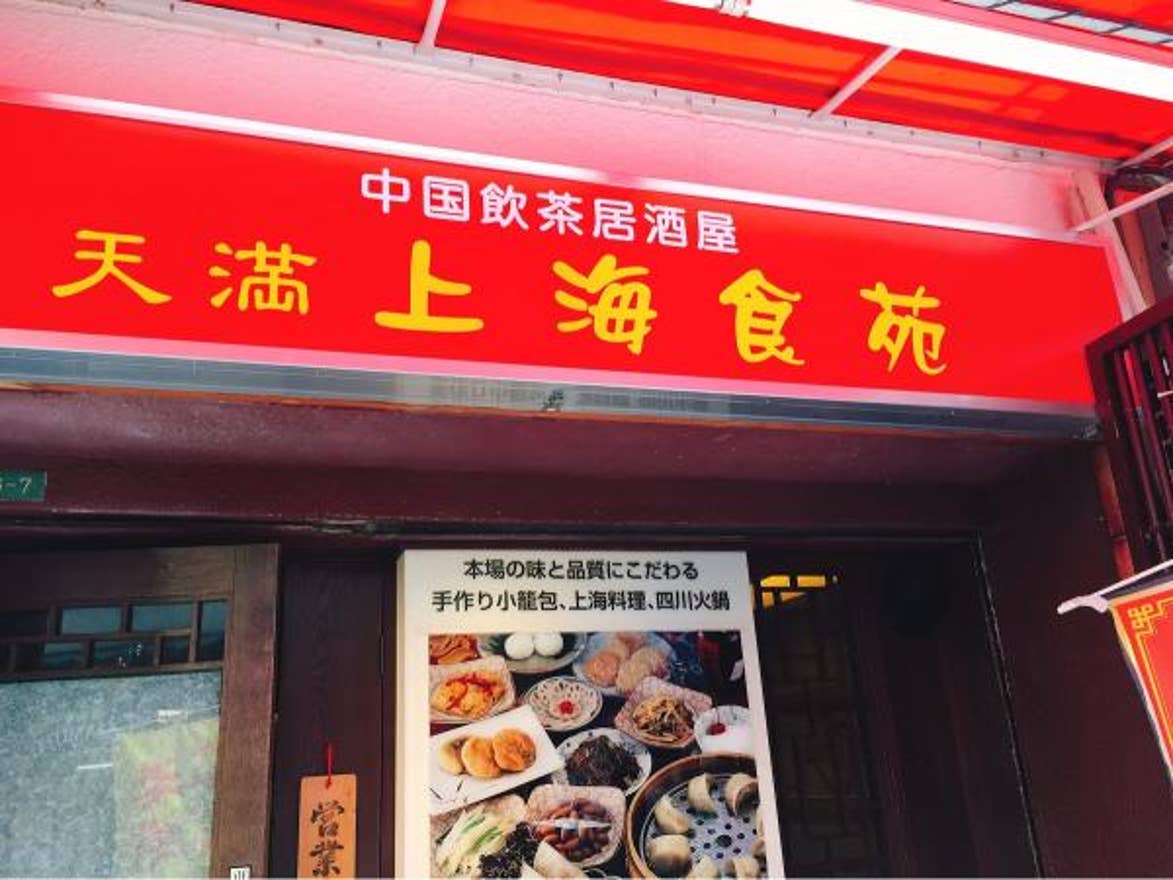 中国飲茶居酒屋
天満上海食苑
-7
本場の味と品質にこだわる
手作り小籠包、上海料理、四川火鍋
営業